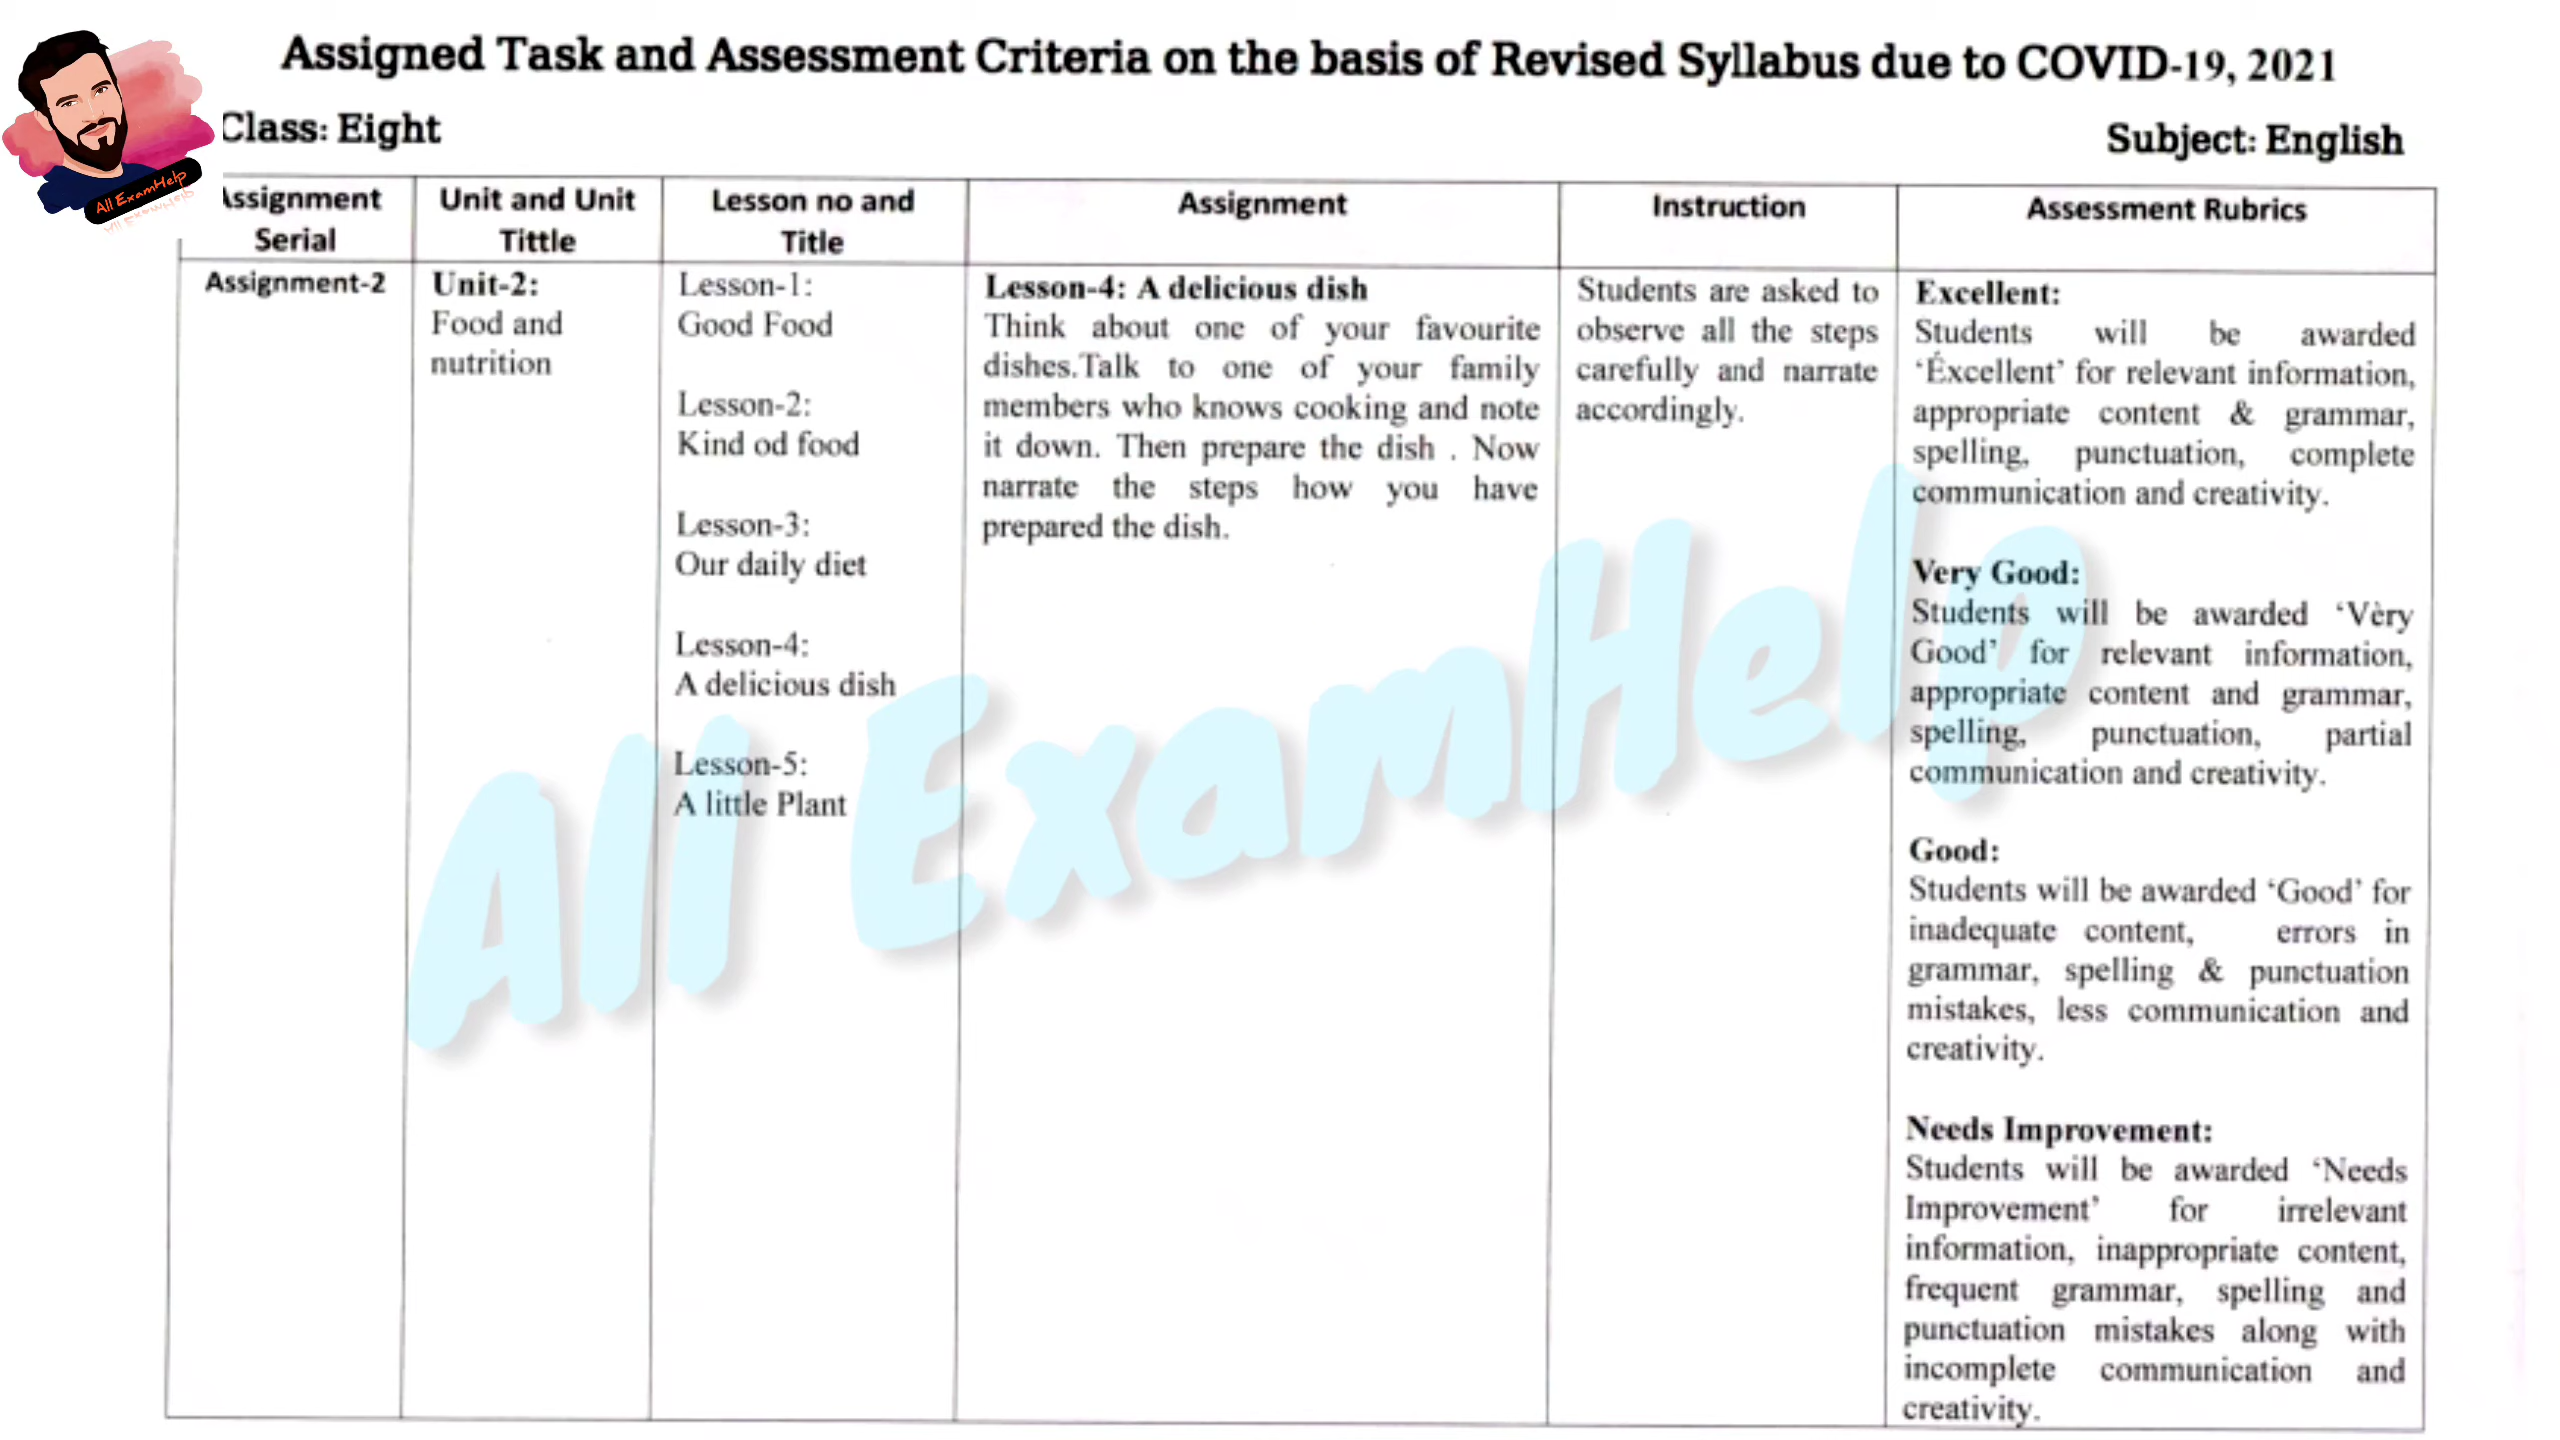 Assigned Task and Assessment Criteria on the basis of Revised Syllabus due to COVID-19, 2021
Class: Eight
Subject: English
All ExamHelp
Assignment
Serial
Unit and Unit
Tittle
Lesson no and
Title
Assignment
Instruction
Assessment Rubrics
Assignment-2
Unit-2:
Food and
nutrition
Lesson-1:
Good Food
Lesson-2:
Kind od food
Lesson-3:
Our daily diet
Lesson-4:
A delicious dish
Lesson-5:
A little Plant
Lesson-4: A delicious dish
Think about one of your favourite
dishes.Talk to one of your family
members who knows cooking and note
it down. Then prepare the dish . Now
narrate the steps how you have
prepared the dish.
Students are asked to
observe all the steps
carefully and narrate
accordingly.
Excellent:
Students will be awarded
‘Éxcellent’ for relevant information,
appropriate content & grammar,
spelling, punctuation, complete
communication and creativity.
Very Good:
Students will be awarded ‘Vèry
Good’ for relevant information,
appropriate content and grammar,
spelling, punctuation, partial
communication and creativity.
Good:
Students will be awarded ‘Good’ for
inadequate content, errors in
grammar, spelling & punctuation
mistakes, less communication and
creativity.
Needs Improvement:
Students will be awarded ‘Needs
Improvement’ for irrelevant
information, inappropriate content,
frequent grammar, spelling and
punctuation mistakes along with
incomplete communication and
creativity.
All ExamHelp